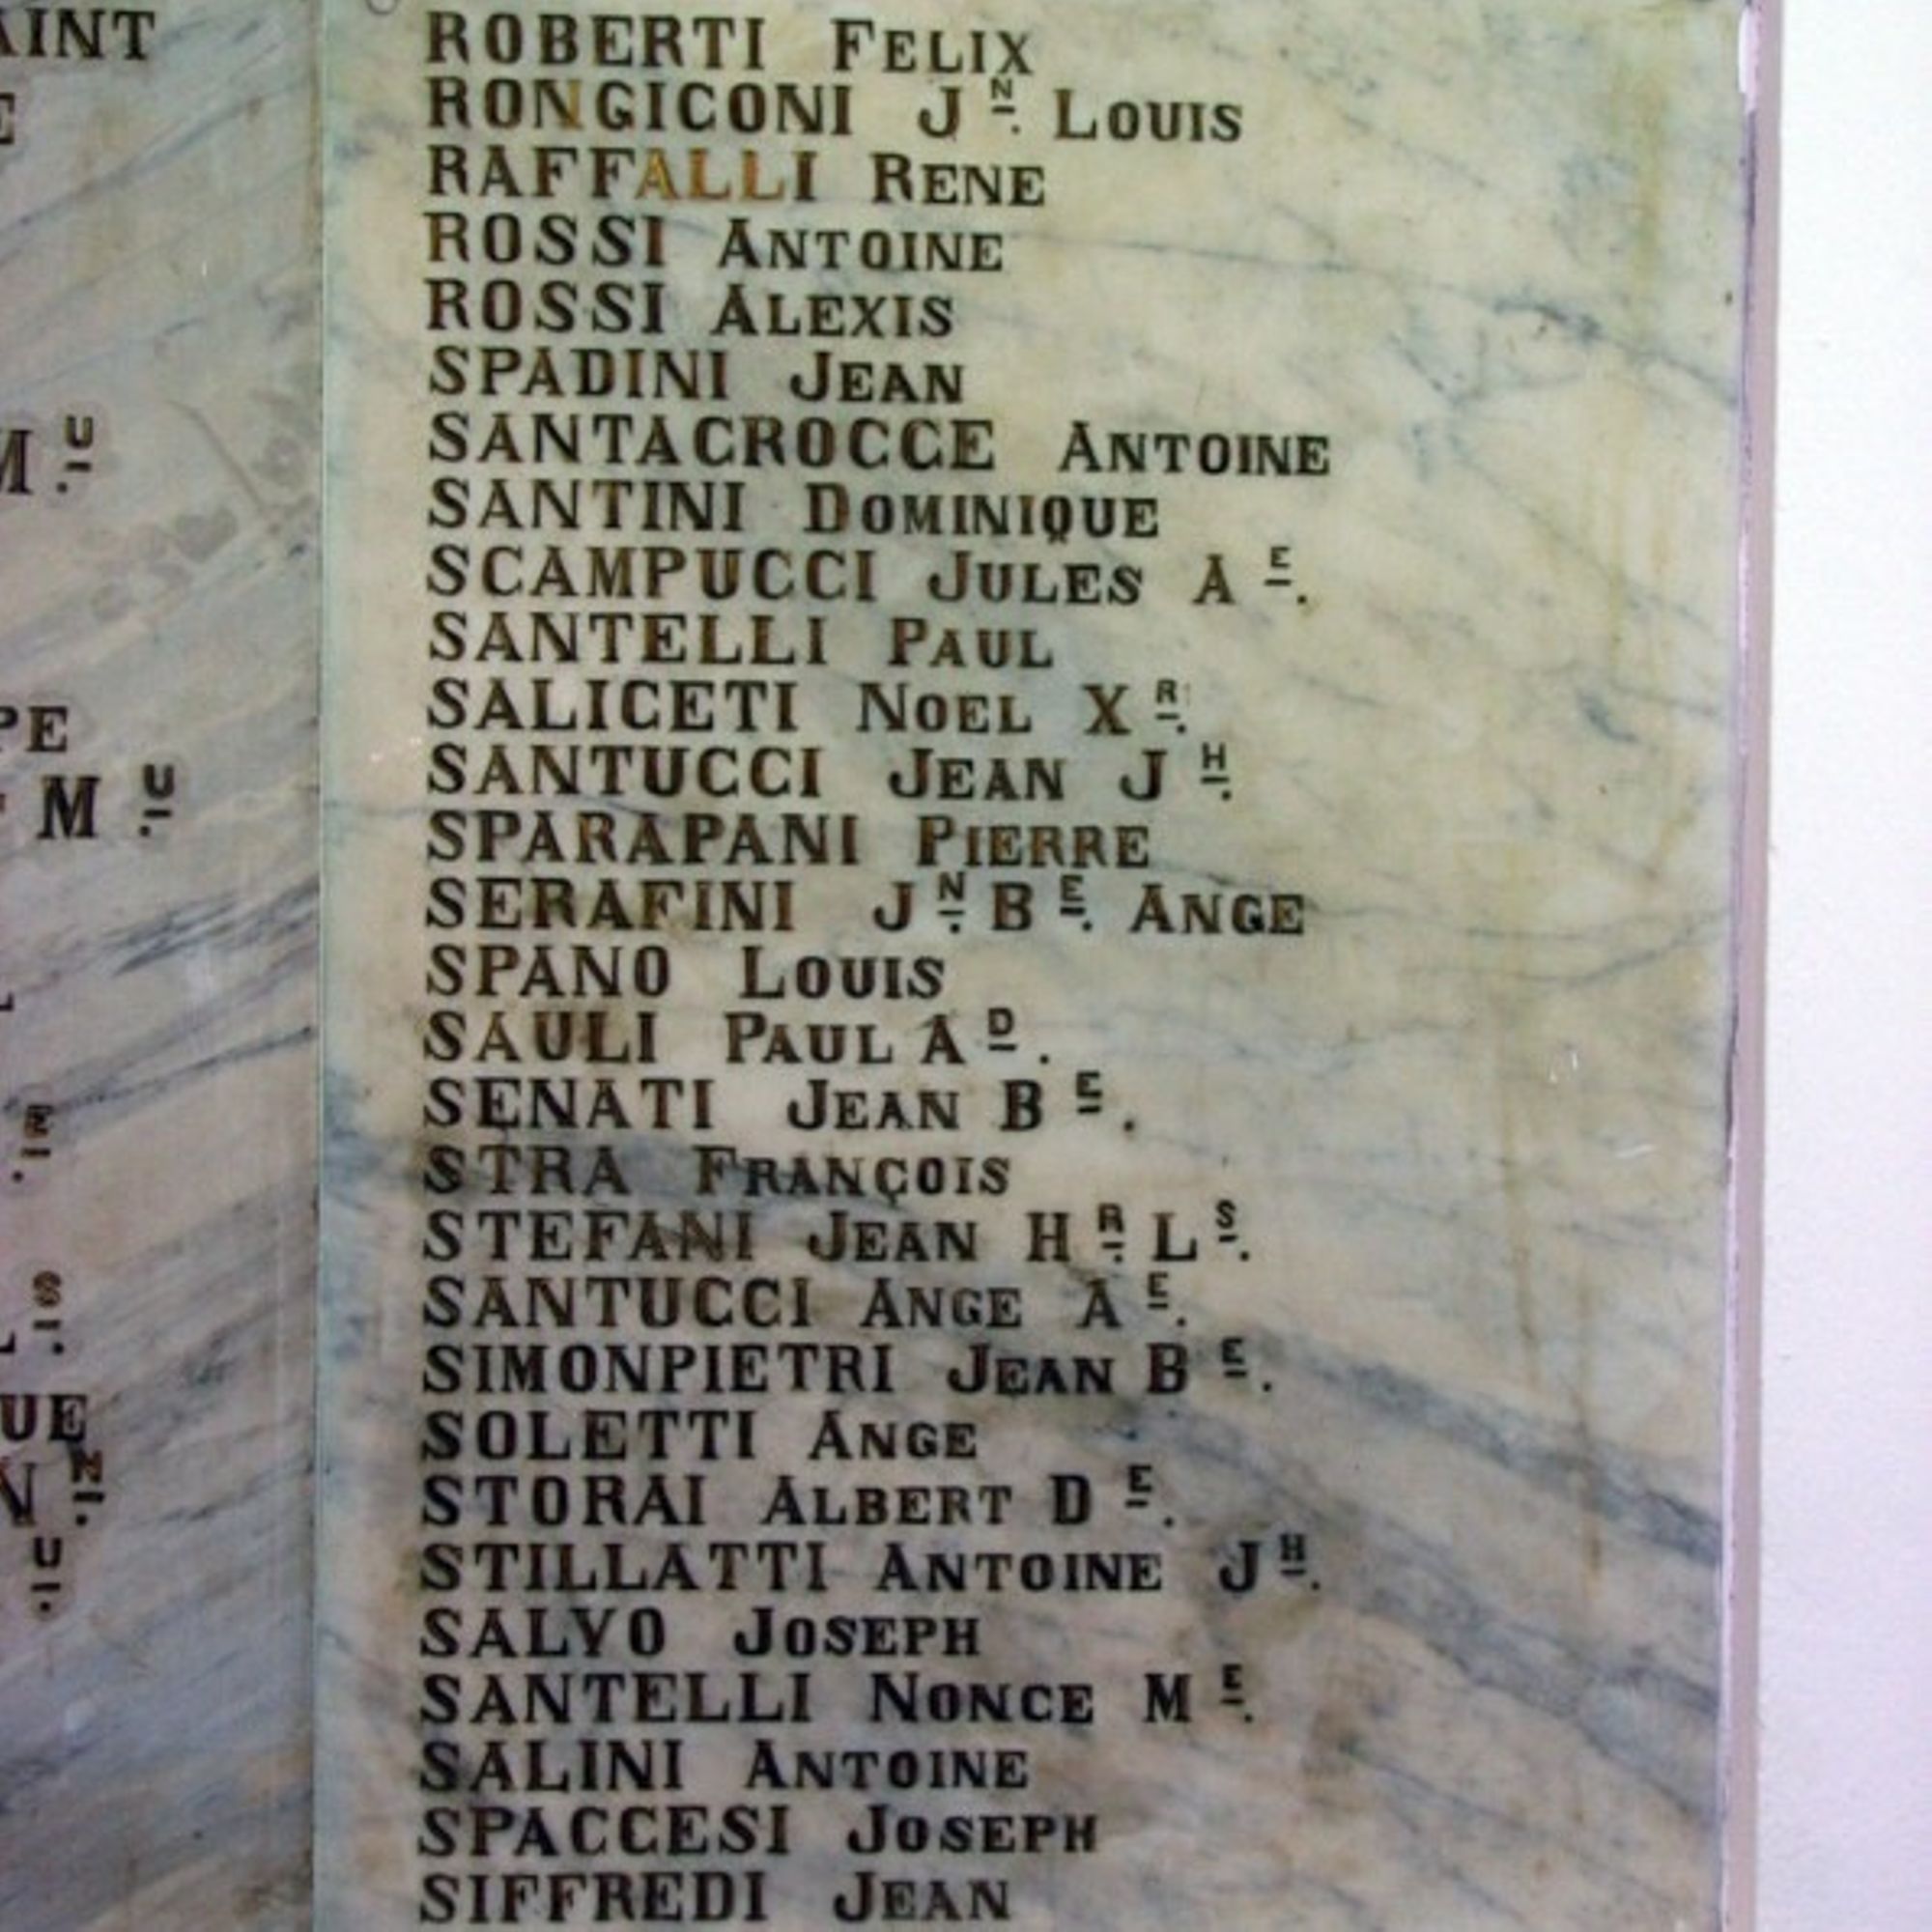 AINT
E
M U.
PE
M U.
N.
S.
UE
N N.
U.
ROBERTI FELIX
RONGICONI JN. LOUIS
RAFFALLI RENE
ROSSI ANTOINE
ROSSI ALEXIS
SPADINI JEAN
SANTACROCCE ANTOINE
SANTINI DOMINIQUE
SCAMPUCCI JULES AE.
SANTELLI PAUL
SALICETI NOEL XR.
SANTUCCI JEAN JH.
SPARAPANI PIERRE
SERAFINI JN. BE. ANGE
SPANO LOUIS
SAULI PAUL AD.
SENATI JEAN BE.
STRA FRANÇOIS
STEFANI JEAN HR. LS.
SANTUCCI ANGE AE.
SIMONPIETRI JEAN BE.
SOLETTI ANGE
STORAI ALBERT DE.
STILLATTI ANTOINE JH.
SALVO JOSEPH
SANTELLI NONCE ME.
SALINI ANTOINE
SPACCESI JOSEPH
SIFFREDI JEAN